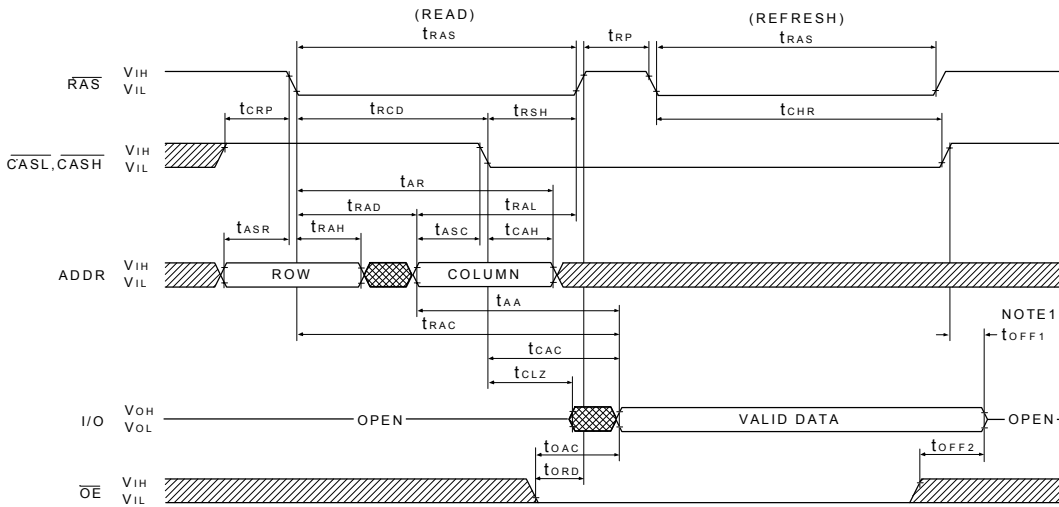 (READ) (REFRESH)
tRAS tRP tRAS
RAS VIH
VIL
tCRP tRCD tRSH tCHR
CASL,CASH VIH
VIL
tAR
tRAD tRAL
tASR tRAH tASC tCAH
ADDR VIH
VIL ROW COLUMN
tAA
tRAC NOTE1
tCAC tOFF1
tCLZ
I/O VOH
VOL OPEN VALID DATA OPEN
tOAC tOFF2
tORD
OE VIH
VIL